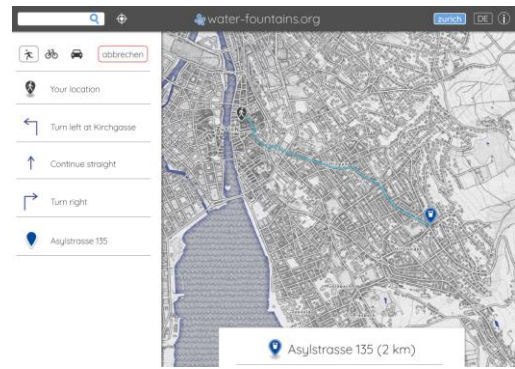 water-fountains.org
zurich
DE
i
abbrechen
Your location
Turn left at Kirchgasse
Continue straight
Turn right
Asylstrasse 135
Asylstrasse 135 (2 km)